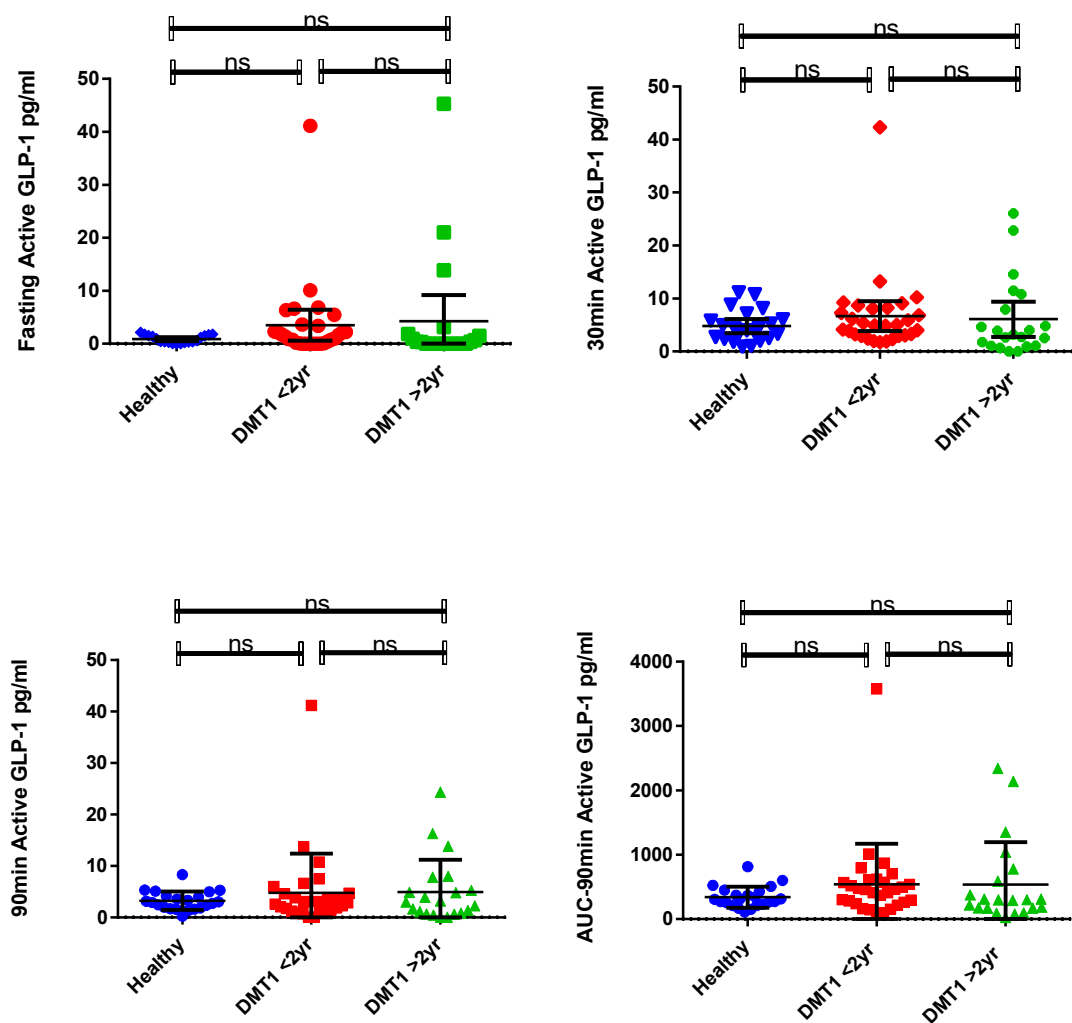 ns
ns
ns
Fasting Active GLP-1 pg/ml
50
40
30
20
10
0
Healthy
DMT1 <2yr
DMT1 >2yr
ns
ns
ns
30min Active GLP-1 pg/ml
50
40
30
20
10
0
Healthy
DMT1 <2yr
DMT1 >2yr
ns
ns
ns
90min Active GLP-1 pg/ml
50
40
30
20
10
0
Healthy
DMT1 <2yr
DMT1 >2yr
ns
ns
ns
AUC-90min Active GLP-1 pg/ml
4000
3000
2000
1000
0
Healthy
DMT1 <2yr
DMT1 >2yr